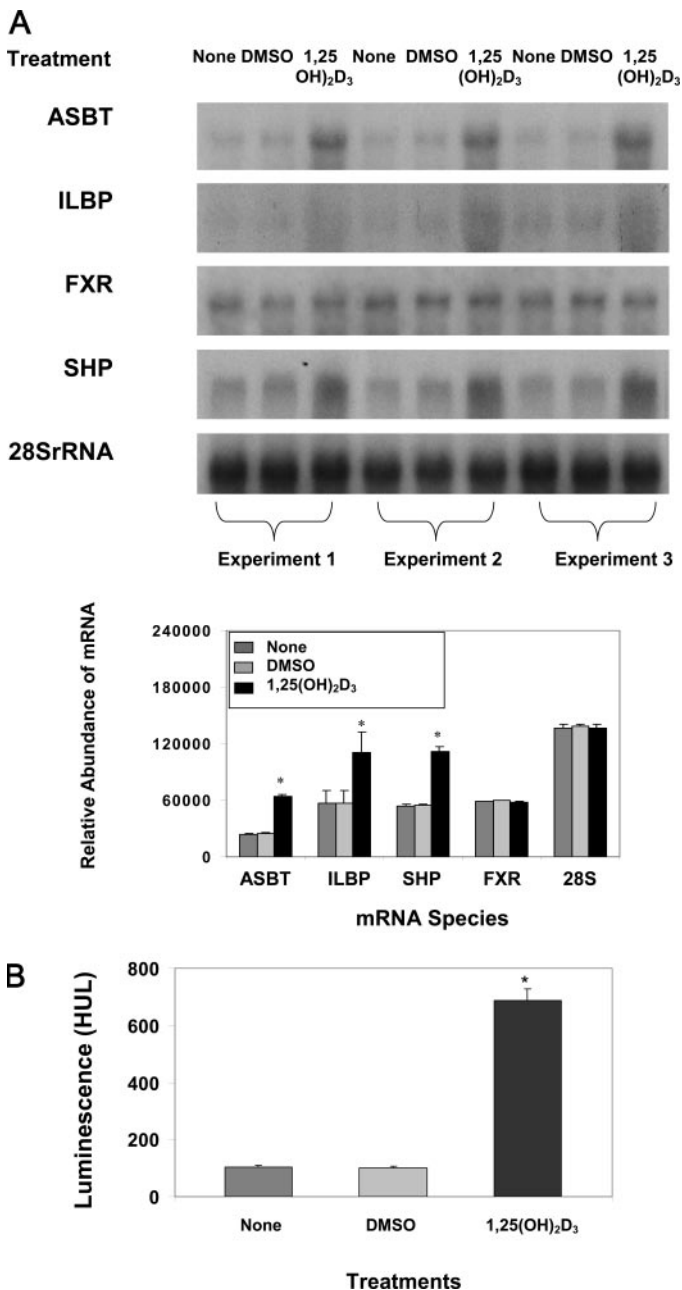 A
Treatment None DMSO 1,25 None DMSO 1,25 None DMSO 1,25
OH)₂D₃ (OH)₂D₃ (OH)₂D₃
ASBT
ILBP
FXR
SHP
28SrRNA
Experiment 1 Experiment 2 Experiment 3
Relative Abundance of mRNA
240000
180000
120000
60000
0
None
DMSO
1,25(OH)₂D₃
* * *
ASBT ILBP SHP FXR 28S
mRNA Species
B
Luminescence (HUL)
800
600
400
200
0
*
None DMSO 1,25(OH)₂D₃
Treatments